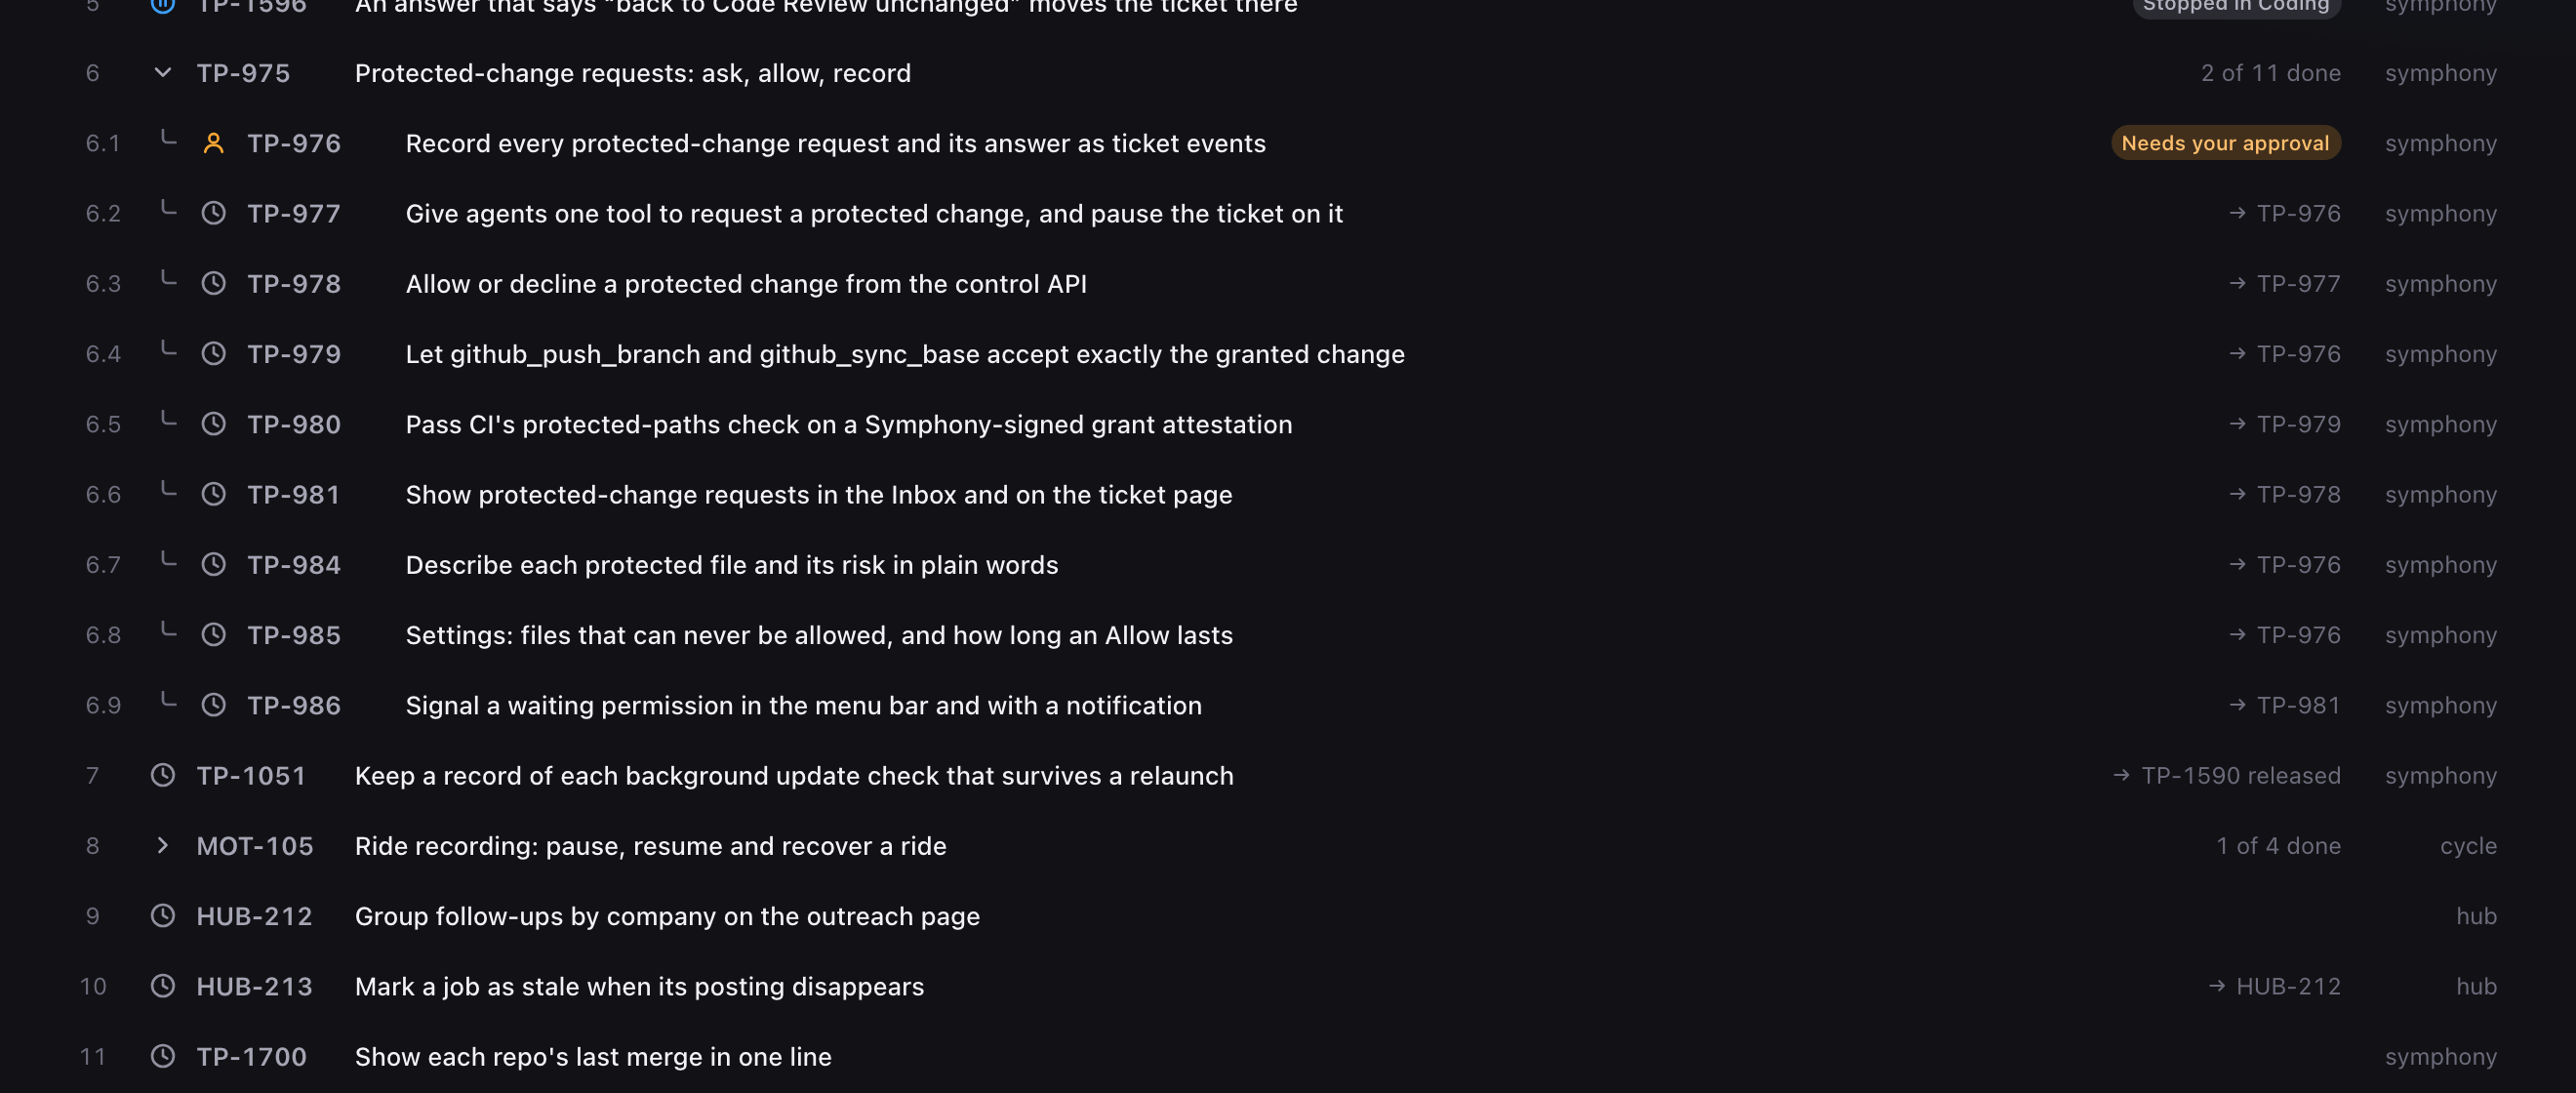 5 TP-1596 An answer that says "back to Code Review unchanged" moves the ticket there Stopped in Coding symphony
6 TP-975 Protected-change requests: ask, allow, record 2 of 11 done symphony
6.1 TP-976 Record every protected-change request and its answer as ticket events Needs your approval symphony
6.2 TP-977 Give agents one tool to request a protected change, and pause the ticket on it → TP-976 symphony
6.3 TP-978 Allow or decline a protected change from the control API → TP-977 symphony
6.4 TP-979 Let github_push_branch and github_sync_base accept exactly the granted change → TP-976 symphony
6.5 TP-980 Pass CI's protected-paths check on a Symphony-signed grant attestation → TP-979 symphony
6.6 TP-981 Show protected-change requests in the Inbox and on the ticket page → TP-978 symphony
6.7 TP-984 Describe each protected file and its risk in plain words → TP-976 symphony
6.8 TP-985 Settings: files that can never be allowed, and how long an Allow lasts → TP-976 symphony
6.9 TP-986 Signal a waiting permission in the menu bar and with a notification → TP-981 symphony
7 TP-1051 Keep a record of each background update check that survives a relaunch → TP-1590 released symphony
8 MOT-105 Ride recording: pause, resume and recover a ride 1 of 4 done cycle
9 HUB-212 Group follow-ups by company on the outreach page hub
10 HUB-213 Mark a job as stale when its posting disappears → HUB-212 hub
11 TP-1700 Show each repo's last merge in one line symphony